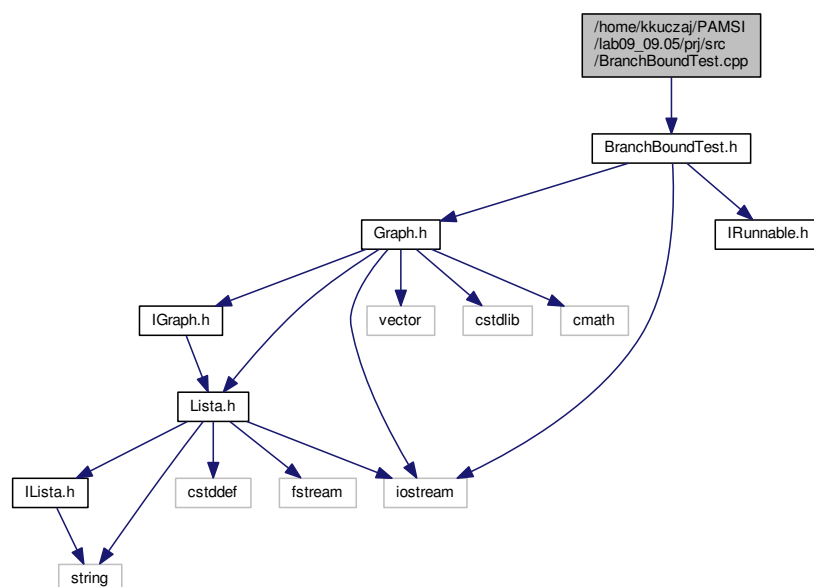 /home/kkuczaj/PAMSI
/lab09_09.05/prj/src
/BranchBoundTest.cpp
BranchBoundTest.h
Graph.h
IRunnable.h
IGraph.h
vector
cstdlib
cmath
Lista.h
ILista.h
cstddef
fstream
iostream
string